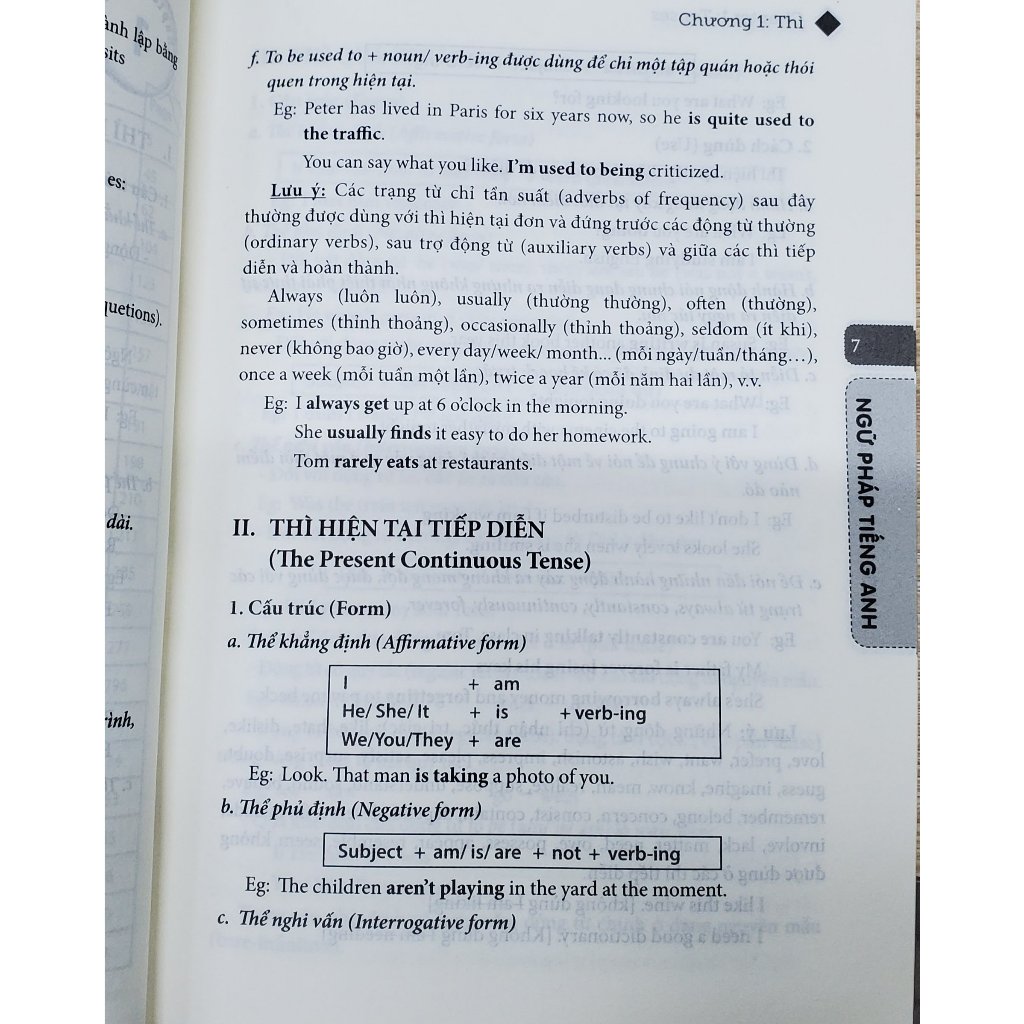 Chương 1: Thì
f. To be used to + noun/ verb-ing được dùng để chỉ một tập quán hoặc thói
quen trong hiện tại.
Eg: Peter has lived in Paris for six years now, so he is quite used to
the traffic.
You can say what you like. I'm used to being criticized.
Lưu ý: Các trạng từ chỉ tần suất (adverbs of frequency) sau đây
thường được dùng với thì hiện tại đơn và đứng trước các động từ thường
(ordinary verbs), sau trợ động từ (auxiliary verbs) và giữa các thì tiếp
diễn và hoàn thành.
Always (luôn luôn), usually (thường thường), often (thường),
sometimes (thỉnh thoảng), occasionally (thỉnh thoảng), seldom (ít khi),
never (không bao giờ), every day/week/ month... (mỗi ngày/tuần/tháng…),
once a week (mỗi tuần một lần), twice a year (mỗi năm hai lần), v.v.
Eg: I always get up at 6 o'clock in the morning.
She usually finds it easy to do her homework.
Tom rarely eats at restaurants.
II. THÌ HIỆN TẠI TIẾP DIỄN
(The Present Continuous Tense)
1. Cấu trúc (Form)
a. Thể khẳng định (Affirmative form)
I + am
He/ She/ It + is + verb-ing
We/You/They + are
Eg: Look. That man is taking a photo of you.
b. Thể phủ định (Negative form)
Subject + am/ is/ are + not + verb-ing
Eg: The children aren't playing in the yard at the moment.
c. Thể nghi vấn (Interrogative form)
7
NGỮ PHÁP TIẾNG ANH
ành lập bằng
sits
es:
quetions).
dài.
rình,